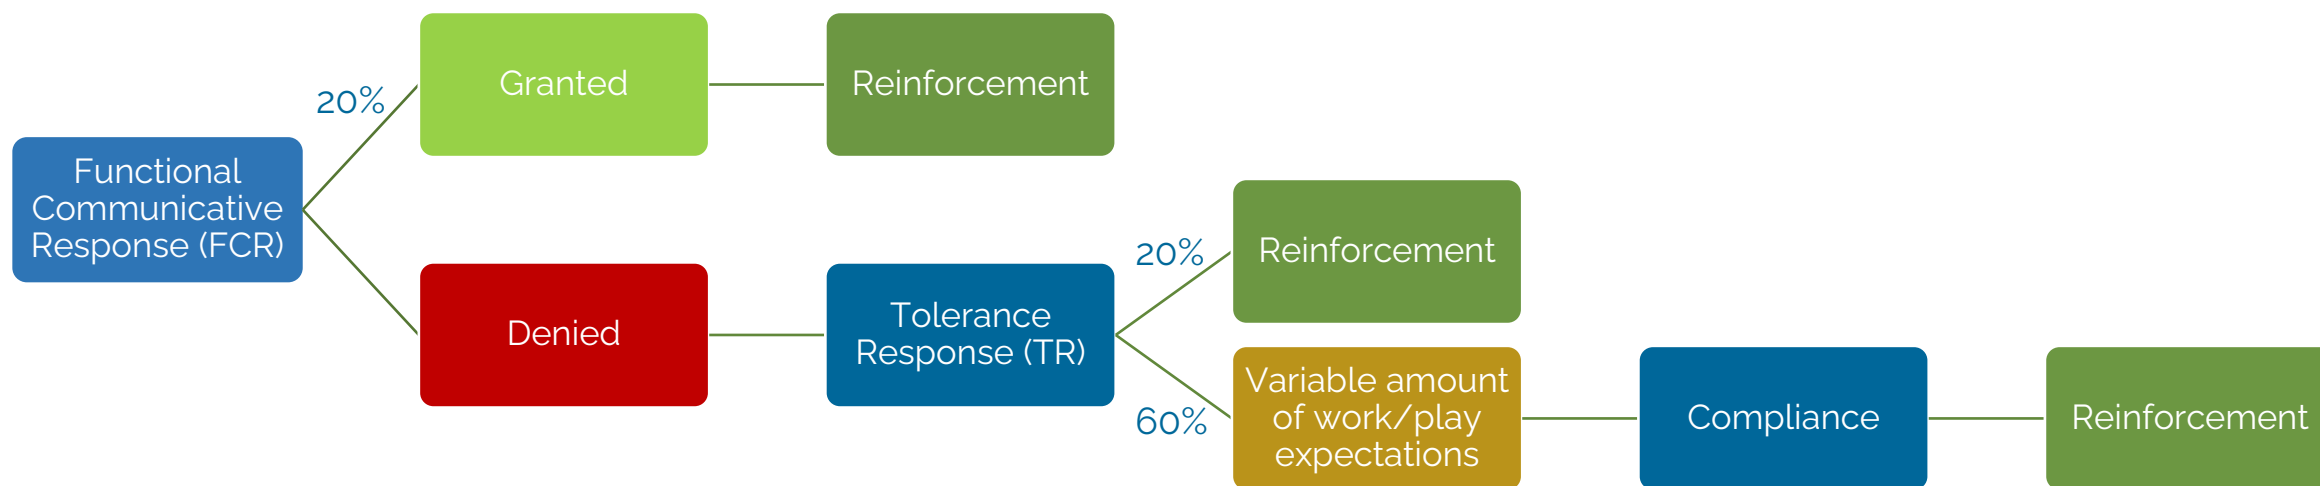 Granted
Reinforcement
20%
Functional
Communicative
Response (FCR)
Denied
Tolerance
Response (TR)
20%
Reinforcement
60%
Variable amount
of work/play
expectations
Compliance
Reinforcement